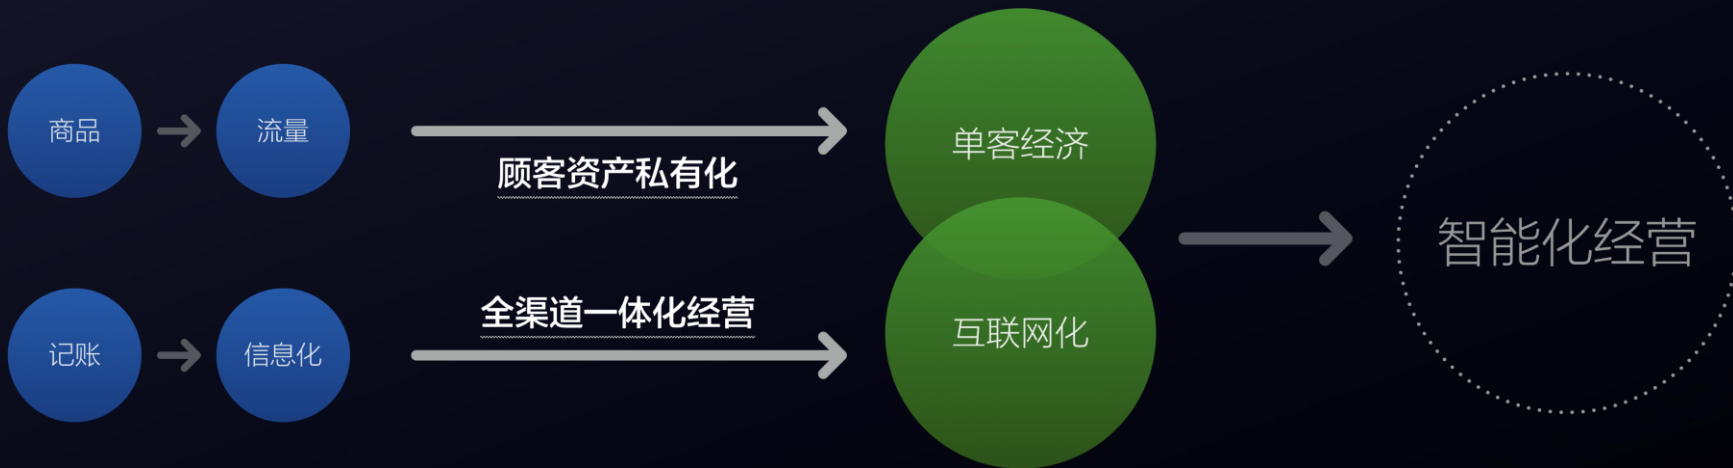 商品
流量
顾客资产私有化
单客经济
记账
信息化
全渠道一体化经营
互联网化
智能化经营